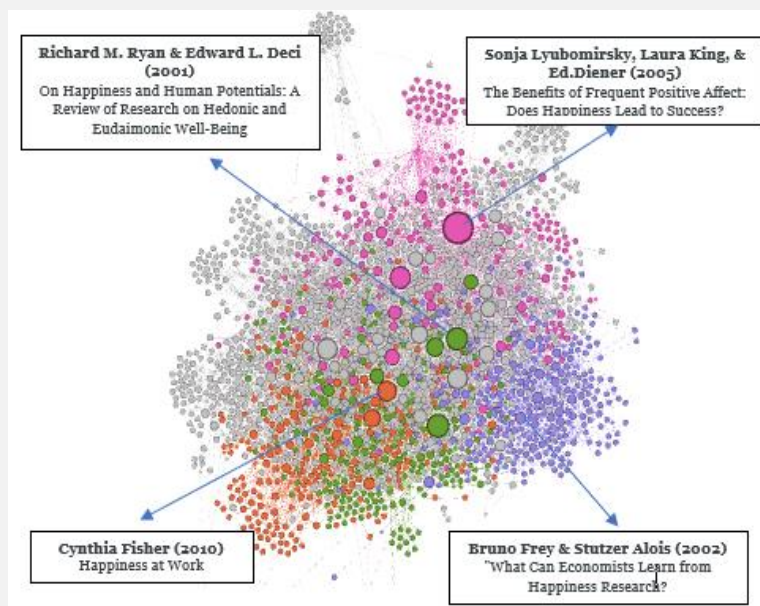 Richard M. Ryan & Edward L. Deci
(2001)
On Happiness and Human Potentials: A
Review of Research on Hedonic and
Eudaimonic Well-Being
Sonja Lyubomirsky, Laura King, &
Ed.Diener (2005)
The Benefits of Frequent Positive Affect:
Does Happiness Lead to Success?
Cynthia Fisher (2010)
Happiness at Work
Bruno Frey & Stutzer Alois (2002)
"What Can Economists Learn from
Happiness Research?